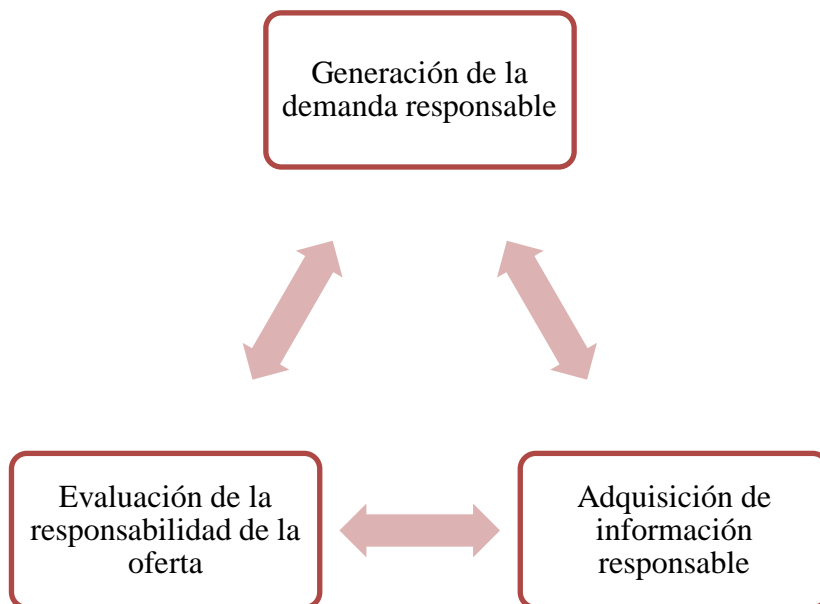 Generación de la
demanda responsable
Evaluación de la
responsabilidad de la
oferta
Adquisición de
información
responsable